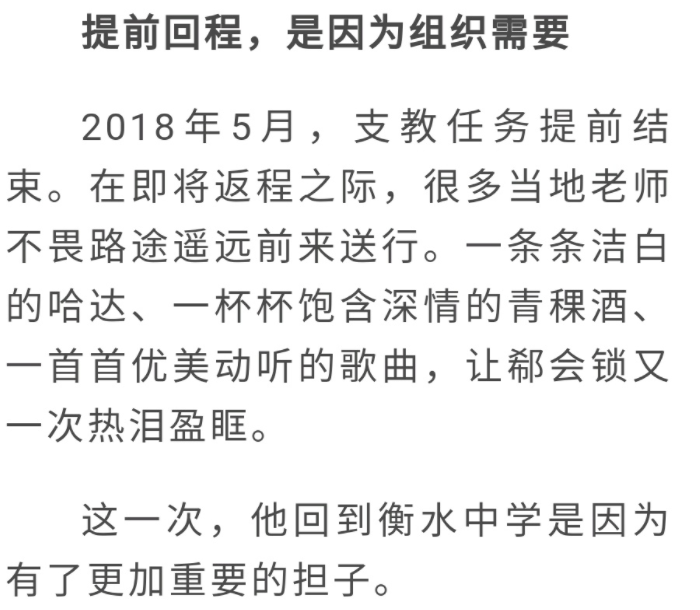 提前回程，是因为组织需要
2018年5月，支教任务提前结
束。在即将返程之际，很多当地老师
不畏路途遥远前来送行。一条条洁白
的哈达、一杯杯饱含深情的青稞酒、
一首首优美动听的歌曲，让郗会锁又
一次热泪盈眶。
这一次，他回到衡水中学是因为
有了更加重要的担子。